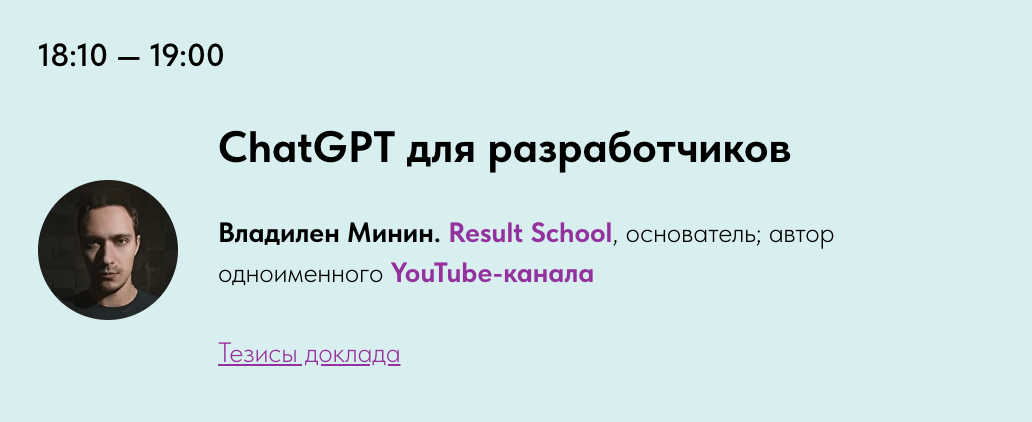 18:10 — 19:00
ChatGPT для разработчиков
Владилен Минин. Result School, основатель; автор
одноименного YouTube-канала
Тезисы доклада